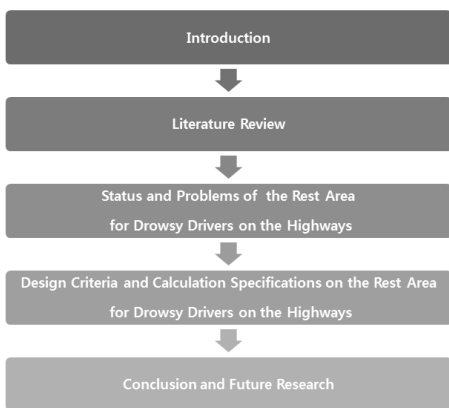 Introduction
Literature Review
Status and Problems of the Rest Area
for Drowsy Drivers on the Highways
Design Criteria and Calculation Specifications on the Rest Area
for Drowsy Drivers on the Highways
Conclusion and Future Research